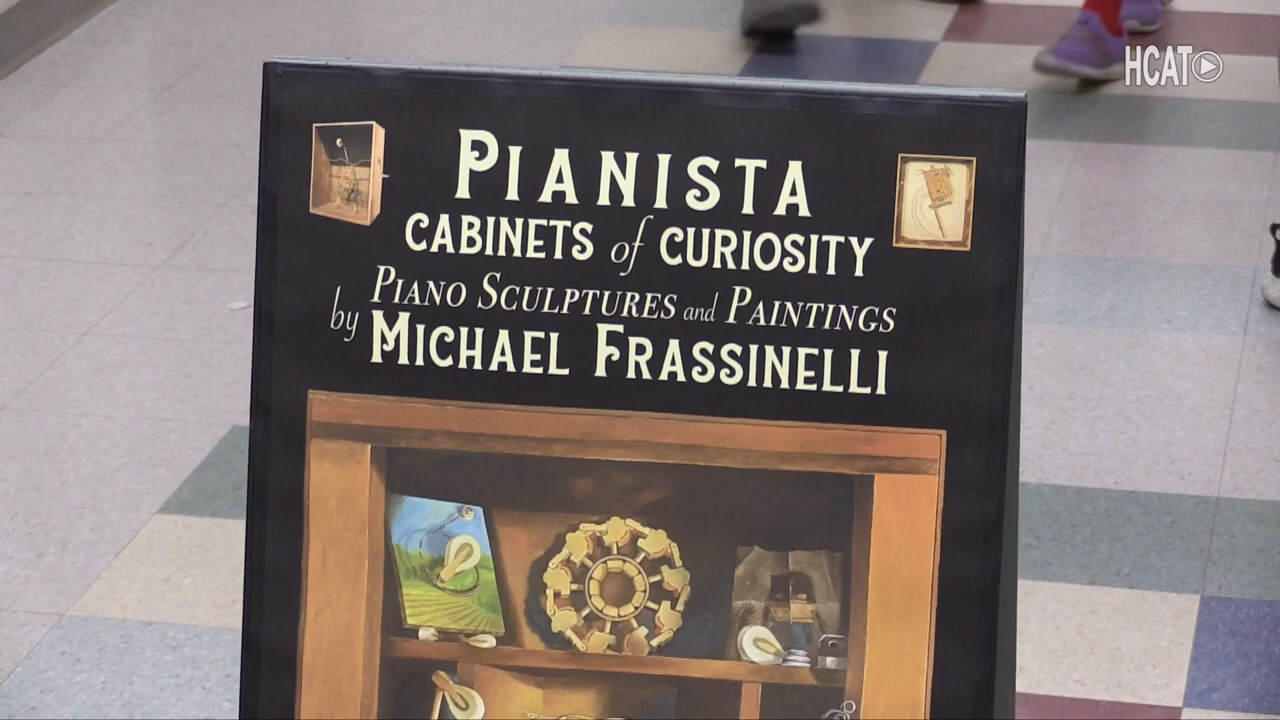 HCAT
PIANISTA
CABINETS of CURIOSITY
PIANO SCULPTURES and PAINTINGS
by MICHAEL FRASSINELLI